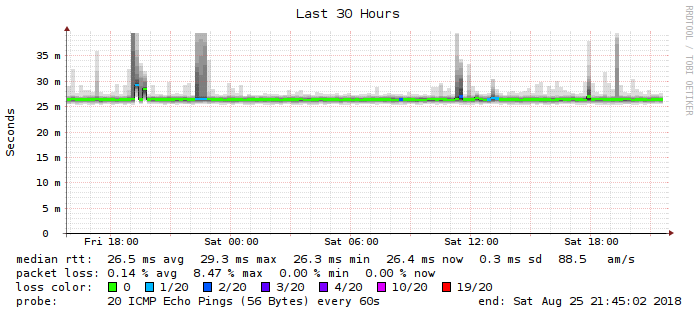 Last 30 Hours
RRDTOOL / TOBI OETIKER
Seconds
35 m
30 m
25 m
20 m
15 m
10 m
5 m
0
Fri 18:00 Sat 00:00 Sat 06:00 Sat 12:00 Sat 18:00
median rtt: 26.5 ms avg 29.3 ms max 26.3 ms min 26.4 ms now 0.3 ms sd 88.5 am/s
packet loss: 0.14 % avg 8.47 % max 0.00 % min 0.00 % now
loss color: 0 1/20 2/20 3/20 4/20 10/20 19/20
probe: 20 ICMP Echo Pings (56 Bytes) every 60s end: Sat Aug 25 21:45:02 2018